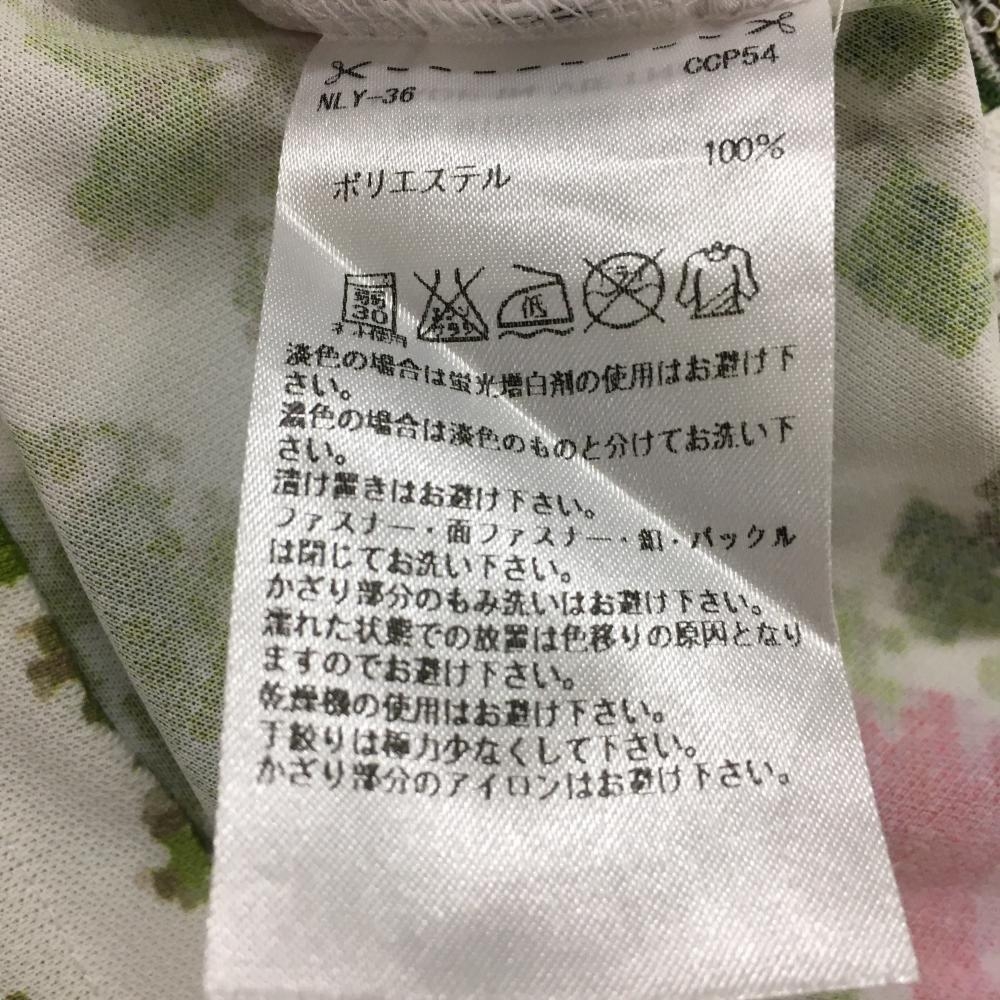 NLY-36 CCP54
ポリエステル 100%
弱 30 エンソサラシ 低 ドライ
ネット使用
淡色の場合は蛍光増白剤の使用はお避け下
さい。
濃色の場合は淡色のものと分けてお洗い下
さい。
漬け置きはお避け下さい。
ファスナー・面ファスナー・釦・バックル
は閉じてお洗い下さい。
かざり部分のもみ洗いはお避け下さい。
濡れた状態での放置は色移りの原因となり
ますのでお避け下さい。
乾燥機の使用はお避け下さい。
手絞りは極力少なくして下さい。
かざり部分のアイロンはお避け下さい。